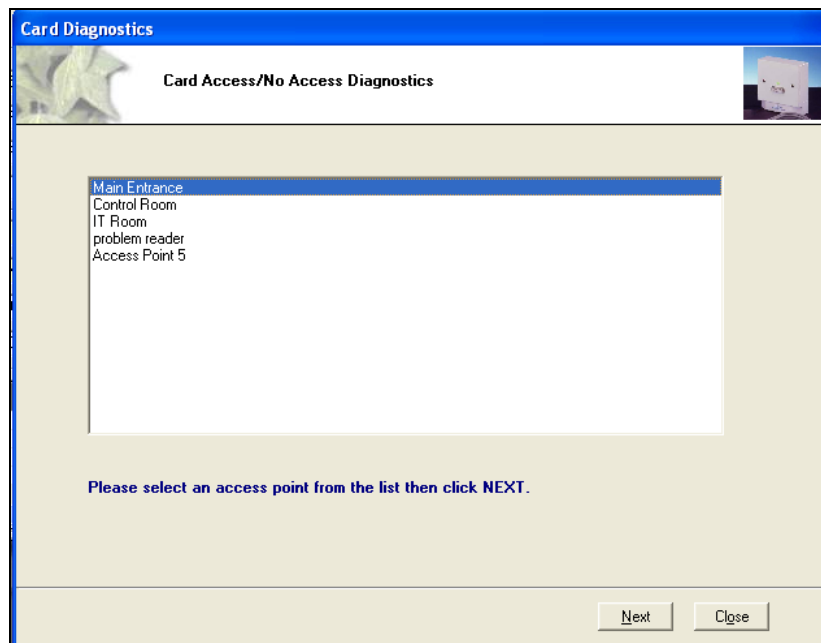 Card Diagnostics
Card Access/No Access Diagnostics
Main Entrance
Control Room
IT Room
problem reader
Access Point 5
Please select an access point from the list then click NEXT.
Next
Close